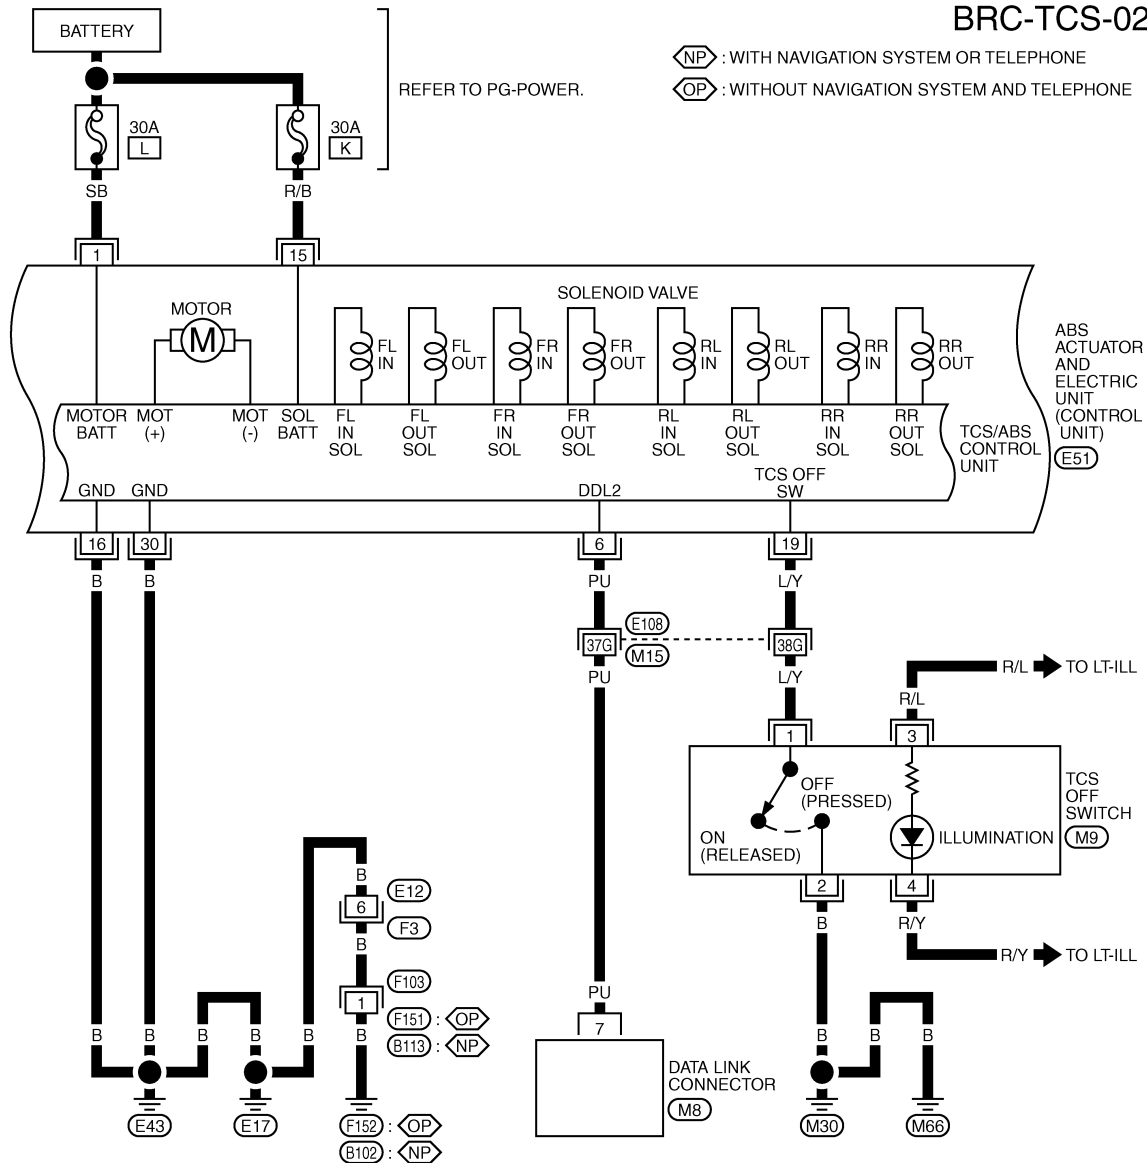 BRC-TCS-02
BATTERY
NP : WITH NAVIGATION SYSTEM OR TELEPHONE
OP : WITHOUT NAVIGATION SYSTEM AND TELEPHONE
REFER TO PG-POWER.
30A
L
30A
K
SB
R/B
1
15
SOLENOID VALVE
MOTOR
M
FL
IN
FL
OUT
FR
IN
FR
OUT
RL
IN
RL
OUT
RR
IN
RR
OUT
ABS
ACTUATOR
AND
ELECTRIC
UNIT
(CONTROL
UNIT)
E51
MOTOR
BATT
MOT
(+)
MOT
(-)
SOL
BATT
FL
IN
SOL
FL
OUT
SOL
FR
IN
SOL
FR
OUT
SOL
RL
IN
SOL
RL
OUT
SOL
RR
IN
SOL
RR
OUT
SOL
TCS/ABS
CONTROL
UNIT
GND
GND
DDL2
TCS OFF
SW
16
30
6
19
B
B
PU
L/Y
37G
E108
M15
38G
PU
L/Y
R/L
TO LT-ILL
R/L
1
3
OFF
(PRESSED)
ON
(RELEASED)
ILLUMINATION
TCS
OFF
SWITCH
M9
2
4
B
R/Y
R/Y
TO LT-ILL
B
6
E12
F3
B
F103
1
F151 : OP
B113 : NP
PU
7
B
B
B
B
B
B
B
B
B
DATA LINK
CONNECTOR
M8
E43
E17
F152 : OP
B102 : NP
M30
M66